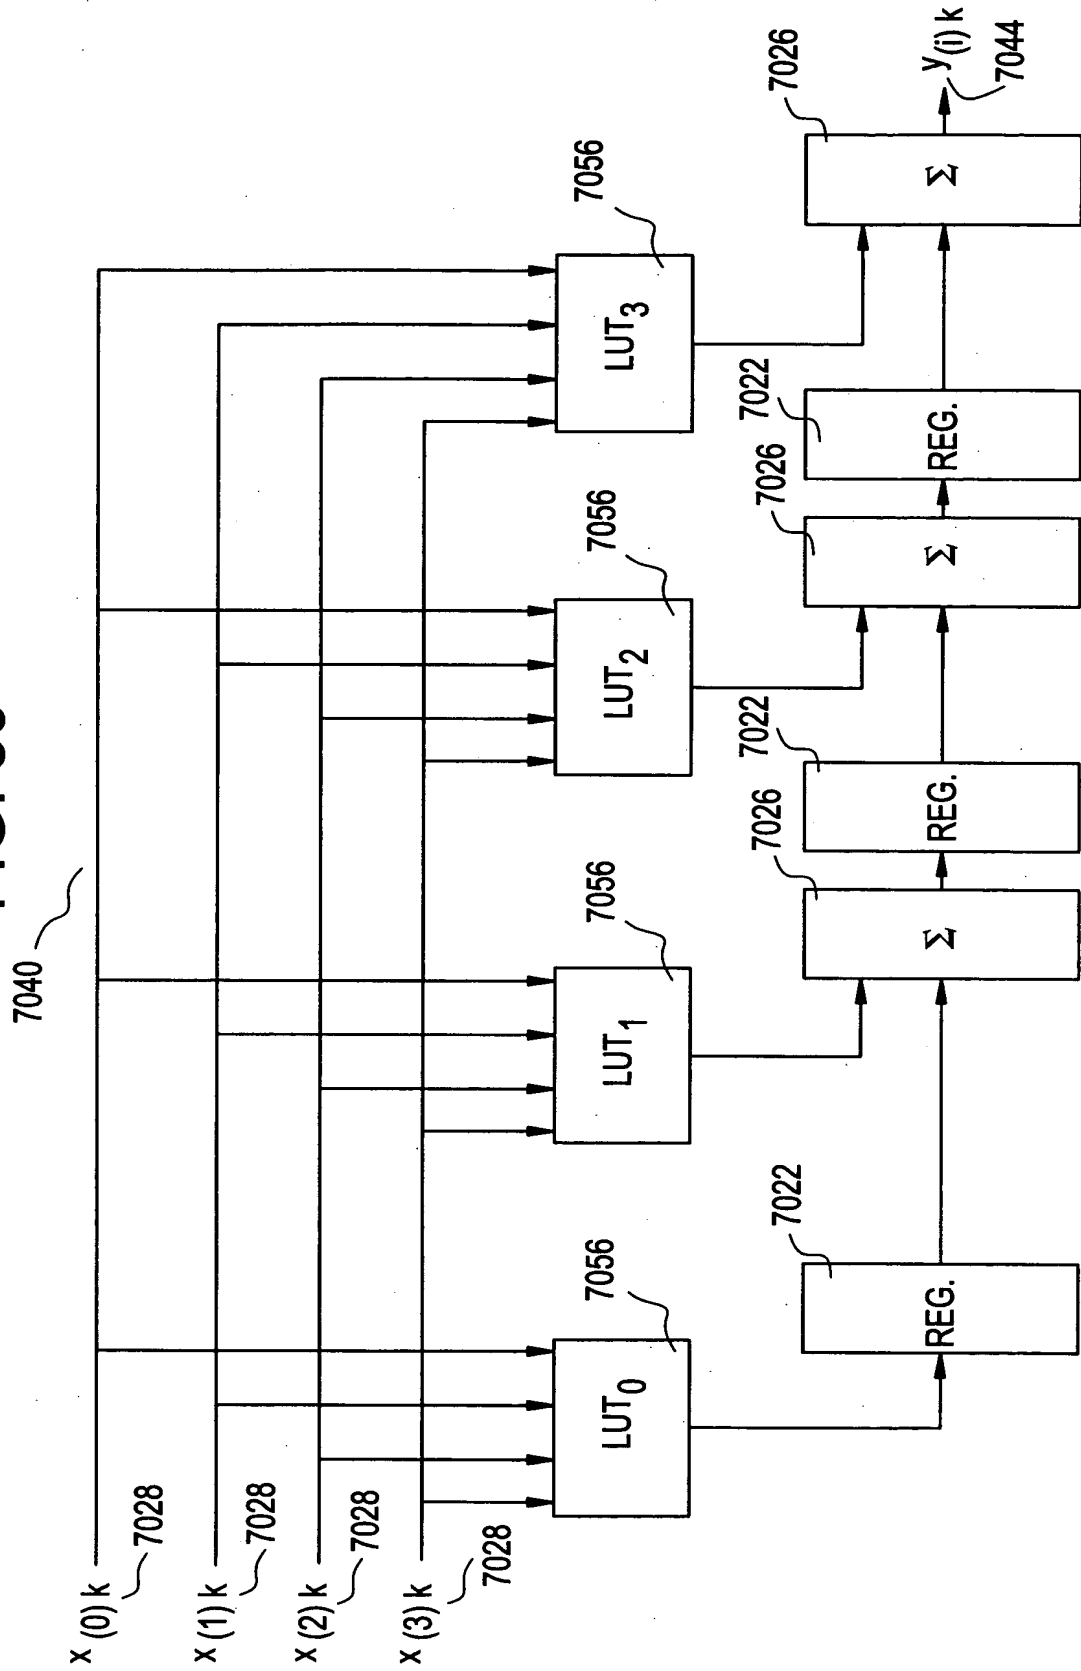 7040
x (0) k
7028
x (1) k
7028
x (2) k
7028
x (3) k
7028
LUT0
7056
LUT1
7056
LUT2
7056
LUT3
7056
REG.
7022
Σ
7026
REG.
7022
Σ
7026
REG.
7022
Σ
7026
y(i) k
7044